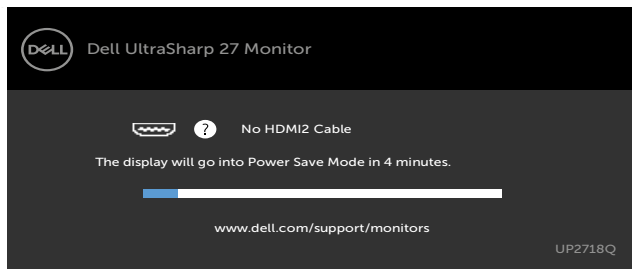 DELL Dell UltraSharp 27 Monitor
? No HDMI2 Cable
The display will go into Power Save Mode in 4 minutes.
www.dell.com/support/monitors
UP2718Q